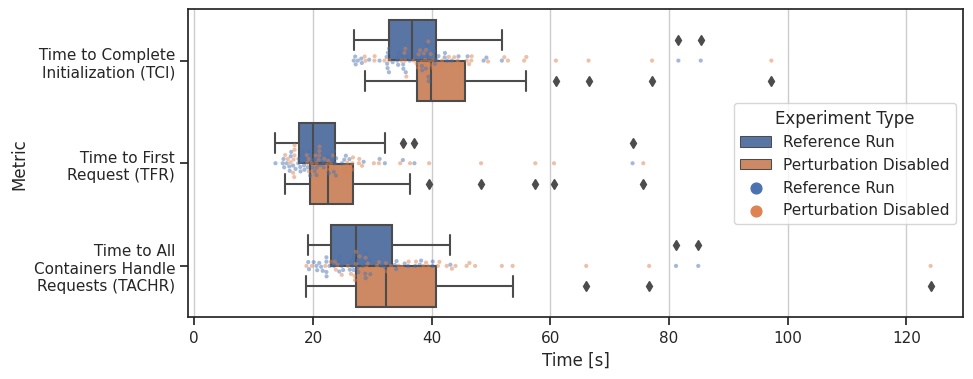 Metric
Time to Complete
Initialization (TCI)
Time to First
Request (TFR)
Time to All
Containers Handle
Requests (TACHR)
Experiment Type
Reference Run
Perturbation Disabled
Reference Run
Perturbation Disabled
0 20 40 60 80 100 120
Time [s]